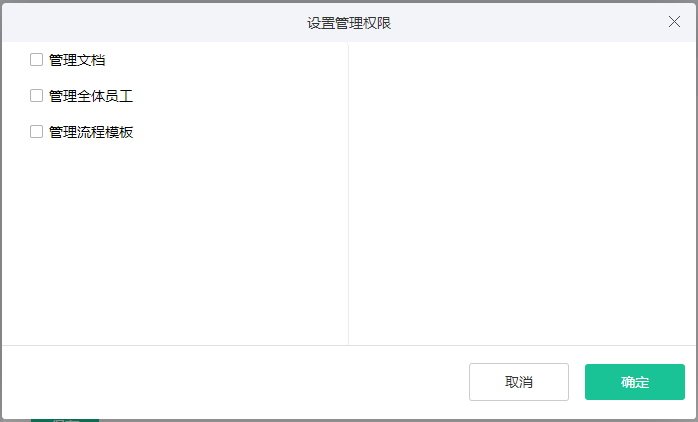 设置管理权限
管理文档
管理全体员工
管理流程模板
取消
确定